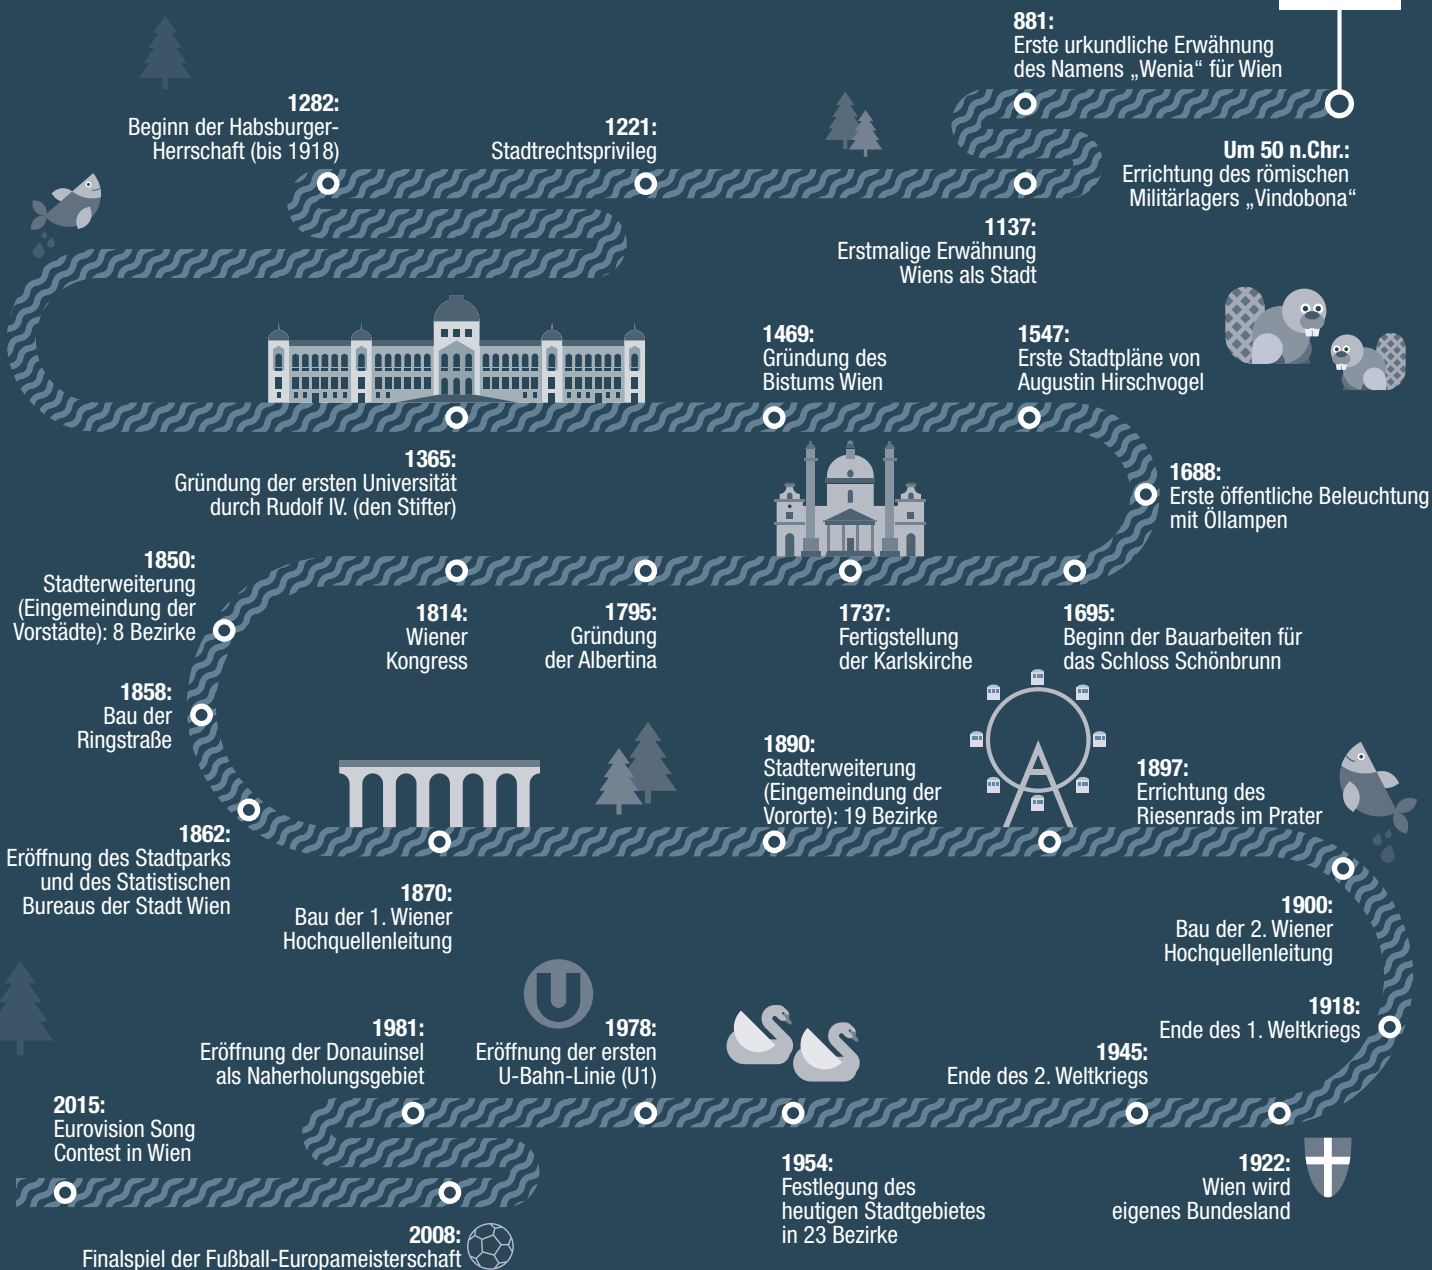 881:
Erste urkundliche Erwähnung
des Namens „Wenia“ für Wien
Um 50 n.Chr.:
Errichtung des römischen
Militärlagers „Vindobona“
1282:
Beginn der Habsburger-
Herrschaft (bis 1918)
1221:
Stadtrechtsprivileg
1137:
Erstmalige Erwähnung
Wiens als Stadt
1469:
Gründung des
Bistums Wien
1547:
Erste Stadtpläne von
Augustin Hirschvogel
1365:
Gründung der ersten Universität
durch Rudolf IV. (den Stifter)
1688:
Erste öffentliche Beleuchtung
mit Öllampen
1850:
Stadterweiterung
(Eingemeindung der
Vorstädte): 8 Bezirke
1814:
Wiener
Kongress
1795:
Gründung
der Albertina
1737:
Fertigstellung
der Karlskirche
1695:
Beginn der Bauarbeiten für
das Schloss Schönbrunn
1858:
Bau der
Ringstraße
1890:
Stadterweiterung
(Eingemeindung der
Vororte): 19 Bezirke
1897:
Errichtung des
Riesenrads im Prater
1862:
Eröffnung des Stadtparks
und des Statistischen
Bureaus der Stadt Wien
1870:
Bau der 1. Wiener
Hochquellenleitung
1900:
Bau der 2. Wiener
Hochquellenleitung
1918:
Ende des 1. Weltkriegs
1981:
Eröffnung der Donauinsel
als Naherholungsgebiet
U
1978:
Eröffnung der ersten
U-Bahn-Linie (U1)
1945:
Ende des 2. Weltkriegs
2015:
Eurovision Song
Contest in Wien
1954:
Festlegung des
heutigen Stadtgebietes
in 23 Bezirke
1922:
Wien wird
eigenes Bundesland
2008:
Finalspiel der Fußball-Europameisterschaft